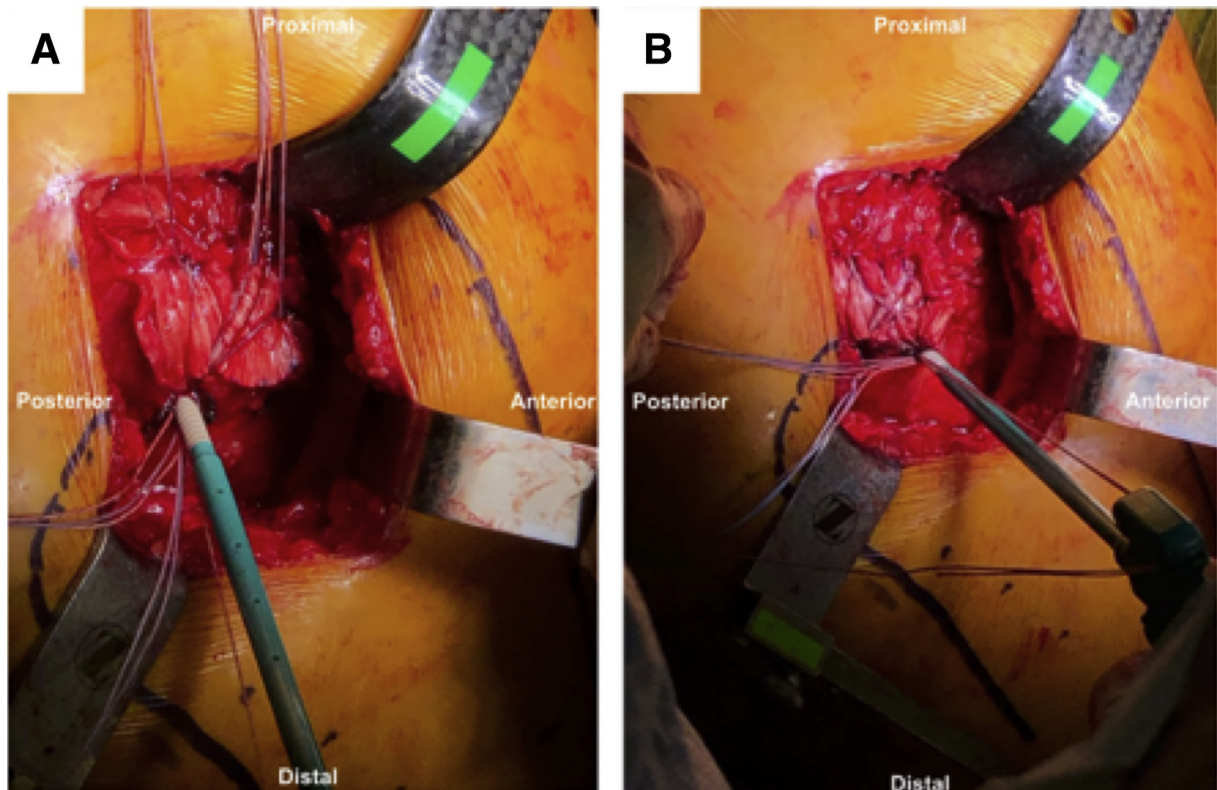 A
Proximal
Posterior
Anterior
Distal
B
Proximal
Posterior
Anterior
Distal